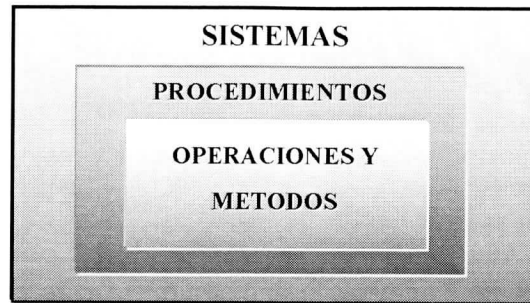 SISTEMAS
PROCEDIMIENTOS
OPERACIONES Y
METODOS